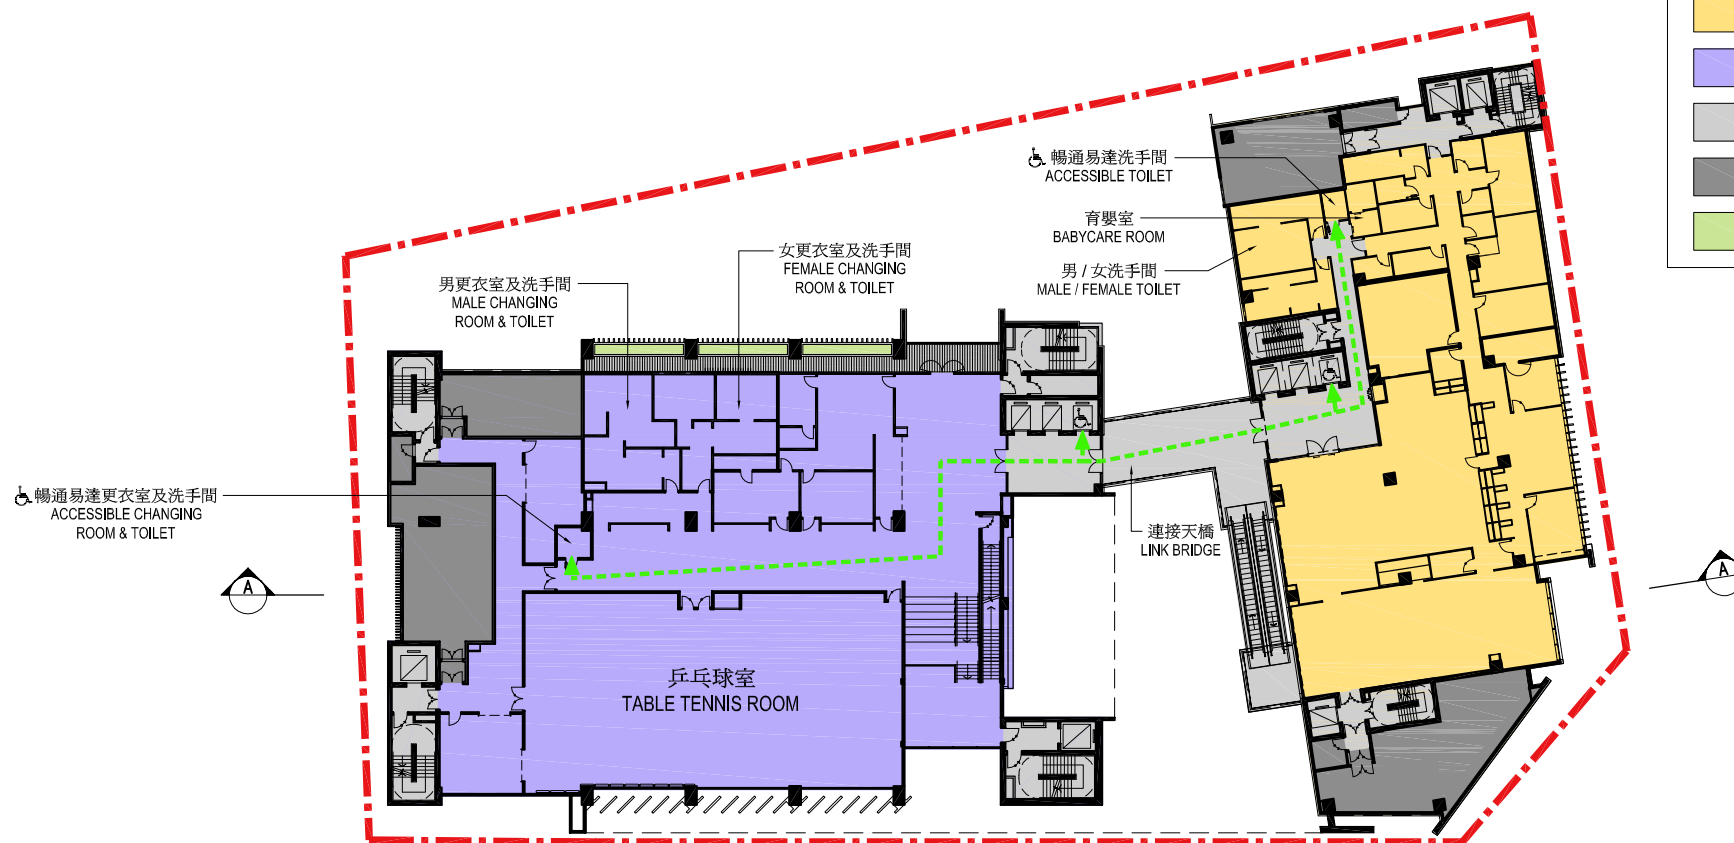 暢通易達洗手間
ACCESSIBLE TOILET
育嬰室
BABYCARE ROOM
男 / 女洗手間
MALE / FEMALE TOILET
女更衣室及洗手間
FEMALE CHANGING
ROOM & TOILET
男更衣室及洗手間
MALE CHANGING
ROOM & TOILET
暢通易達更衣室及洗手間
ACCESSIBLE CHANGING
ROOM & TOILET
連接天橋
LINK BRIDGE
A
A
乒乓球室
TABLE TENNIS ROOM